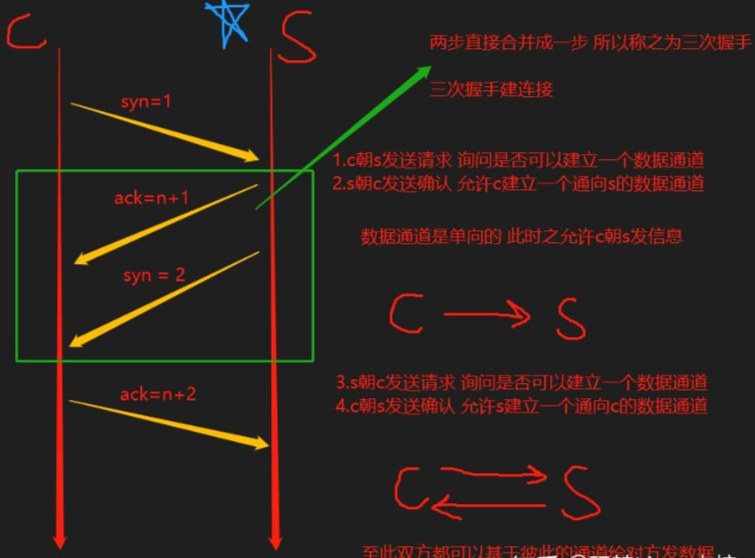 C
S
两步直接合并成一步 所以称之为三次握手
三次握手建连接
syn=1
1.c朝s发送请求 询问是否可以建立一个数据通道
2.s朝c发送确认 允许c建立一个通向s的数据通道
ack=n+1
数据通道是单向的 此时之允许c朝s发信息
syn = 2
C S
3.s朝c发送请求 询问是否可以建立一个数据通道
4.c朝s发送确认 允许s建立一个通向c的数据通道
ack=n+2
C S
至此双方都可以基于彼此的通道给对方发数据